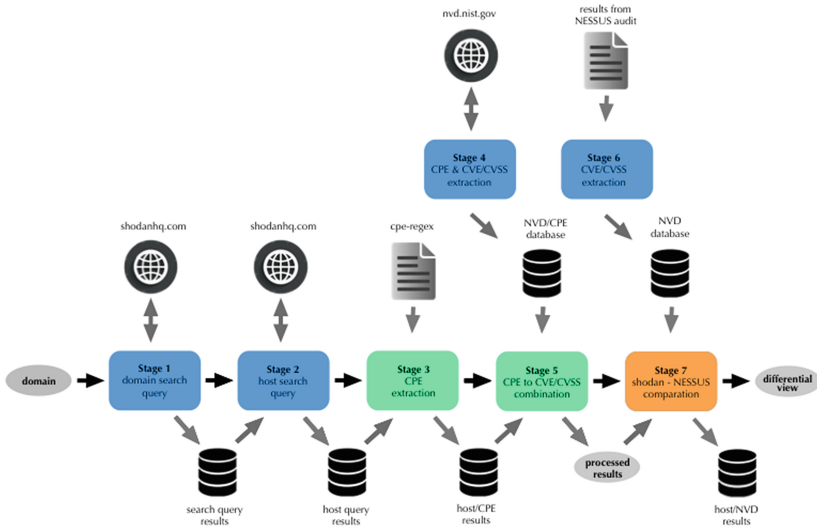 nvd.nist.gov
results from
NESSUS audit
Stage 4
CPE & CVE/CVSS
extraction
Stage 6
CVE/CVSS
extraction
shodanhq.com
shodanhq.com
cpe-regex
NVD/CPE
database
NVD
database
domain
Stage 1
domain search
query
Stage 2
host search
query
Stage 3
CPE
extraction
Stage 5
CPE to CVE/CVSS
combination
Stage 7
shodan - NESSUS
comparation
differential
view
search query
results
host query
results
host/CPE
results
processed
results
host/NVD
results